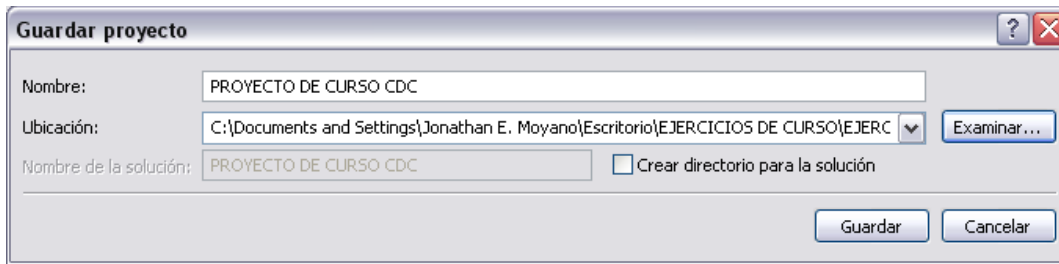 Guardar proyecto
Nombre: PROYECTO DE CURSO CDC
Ubicación: C:\Documents and Settings\Jonathan E. Moyano\Escritorio\EJERCICIOS DE CURSO\EJERC Examinar...
Nombre de la solución: PROYECTO DE CURSO CDC Crear directorio para la solución
Guardar Cancelar